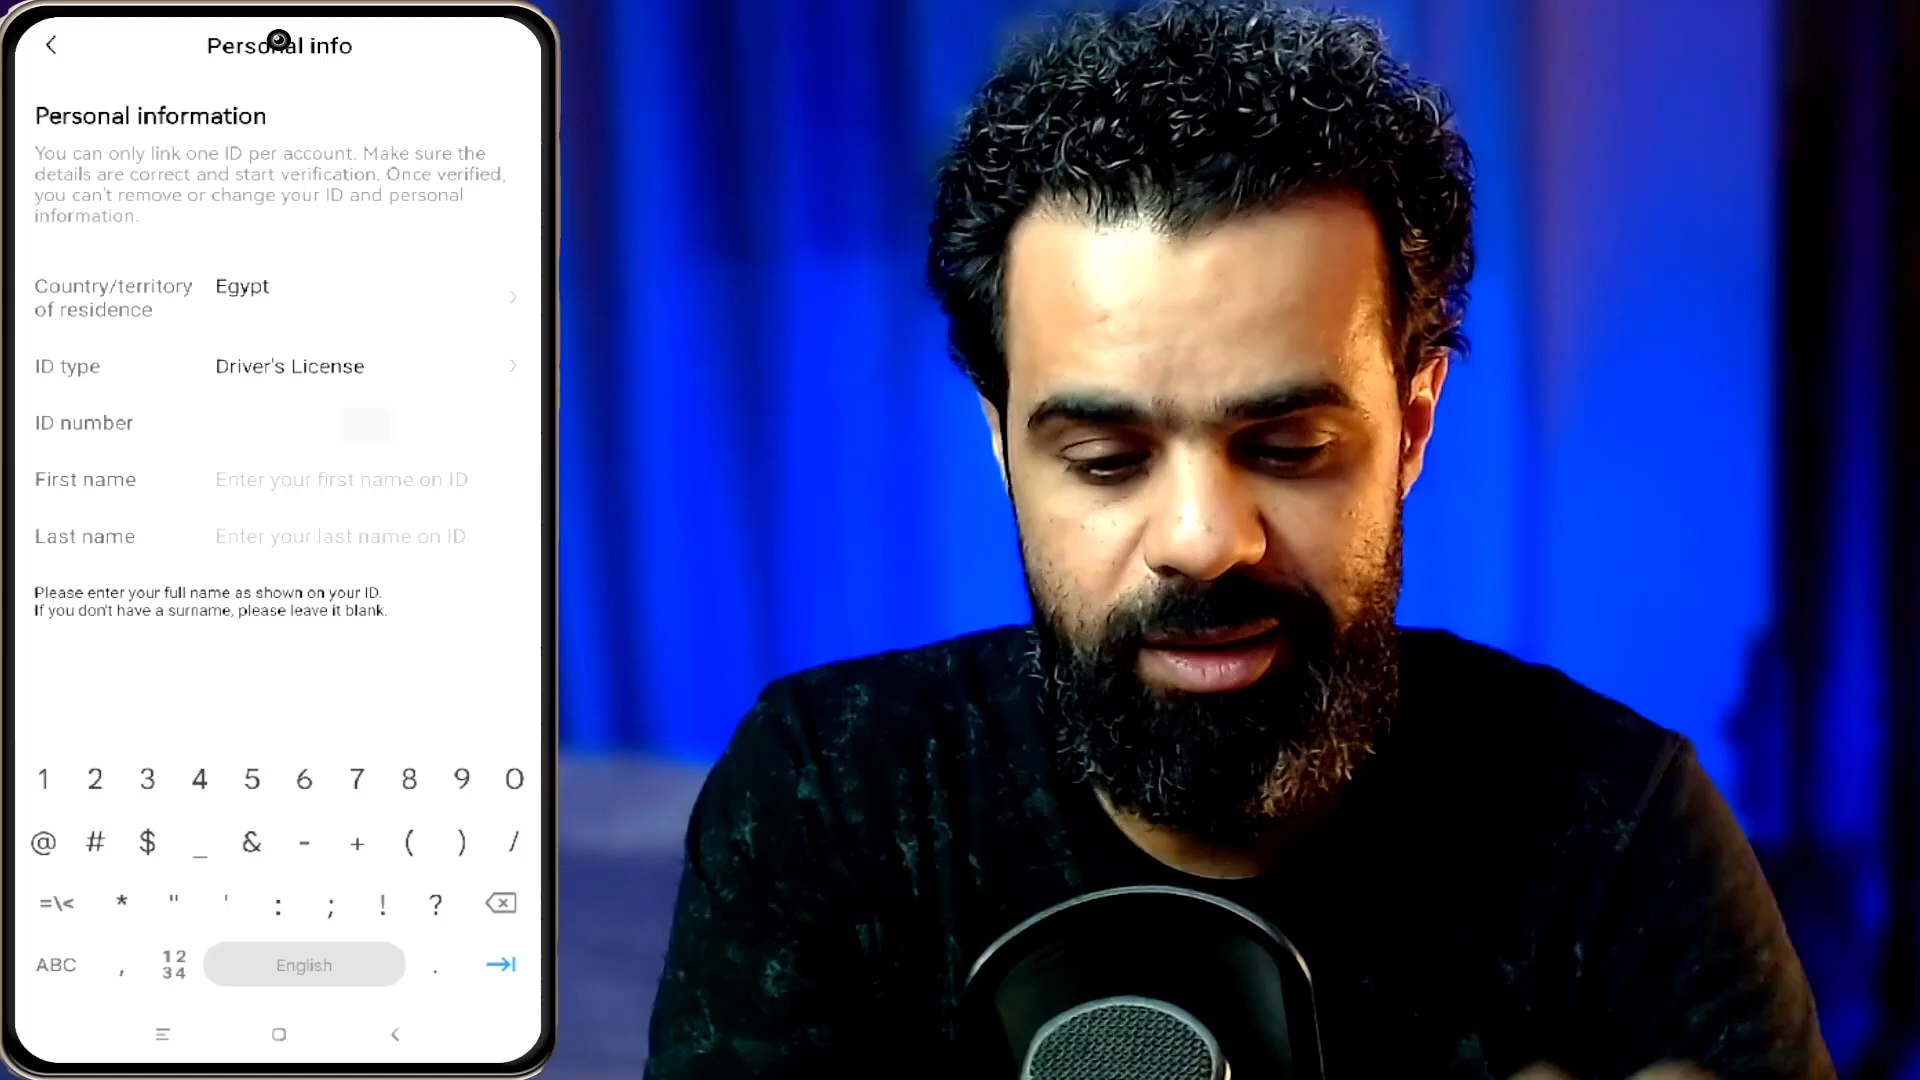 Personal info
Personal information
You can only link one ID per account. Make sure the
details are correct and start verification. Once verified,
you can't remove or change your ID and personal
information.
Country/territory
of residence
Egypt
ID type
Driver's License
ID number
First name
Enter your first name on ID
Last name
Enter your last name on ID
Please enter your full name as shown on your ID.
If you don't have a surname, please leave it blank.
1 2 3 4 5 6 7 8 9 0
@ # $ _ & - + ( ) /
=\< * " ' : ; ! ?
ABC , 12 34 English .